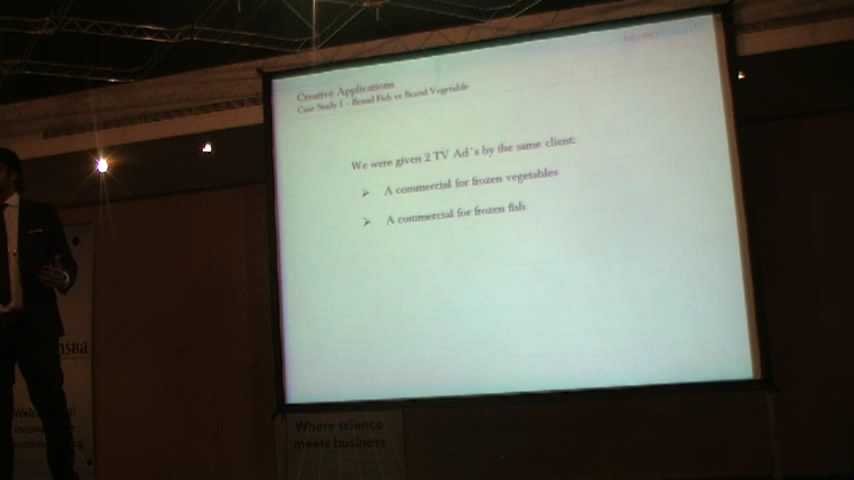 Creative Applications
Case Study 1 – Brand Fish vs Brand Vegetable
We were given 2 TV Ad´s by the same client:
➢ A commercial for frozen vegetables
➢ A commercial for frozen fish
Where science
meets business